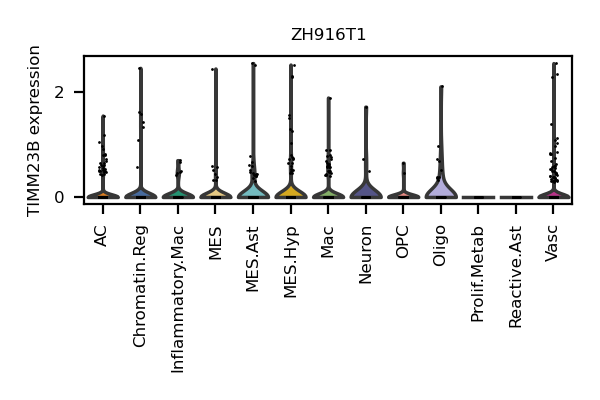 ZH916T1
TIMM23B expression
2
0
AC
Chromatin.Reg
Inflammatory.Mac
MES
MES.Ast
MES.Hyp
Mac
Neuron
OPC
Oligo
Prolif.Metab
Reactive.Ast
Vasc